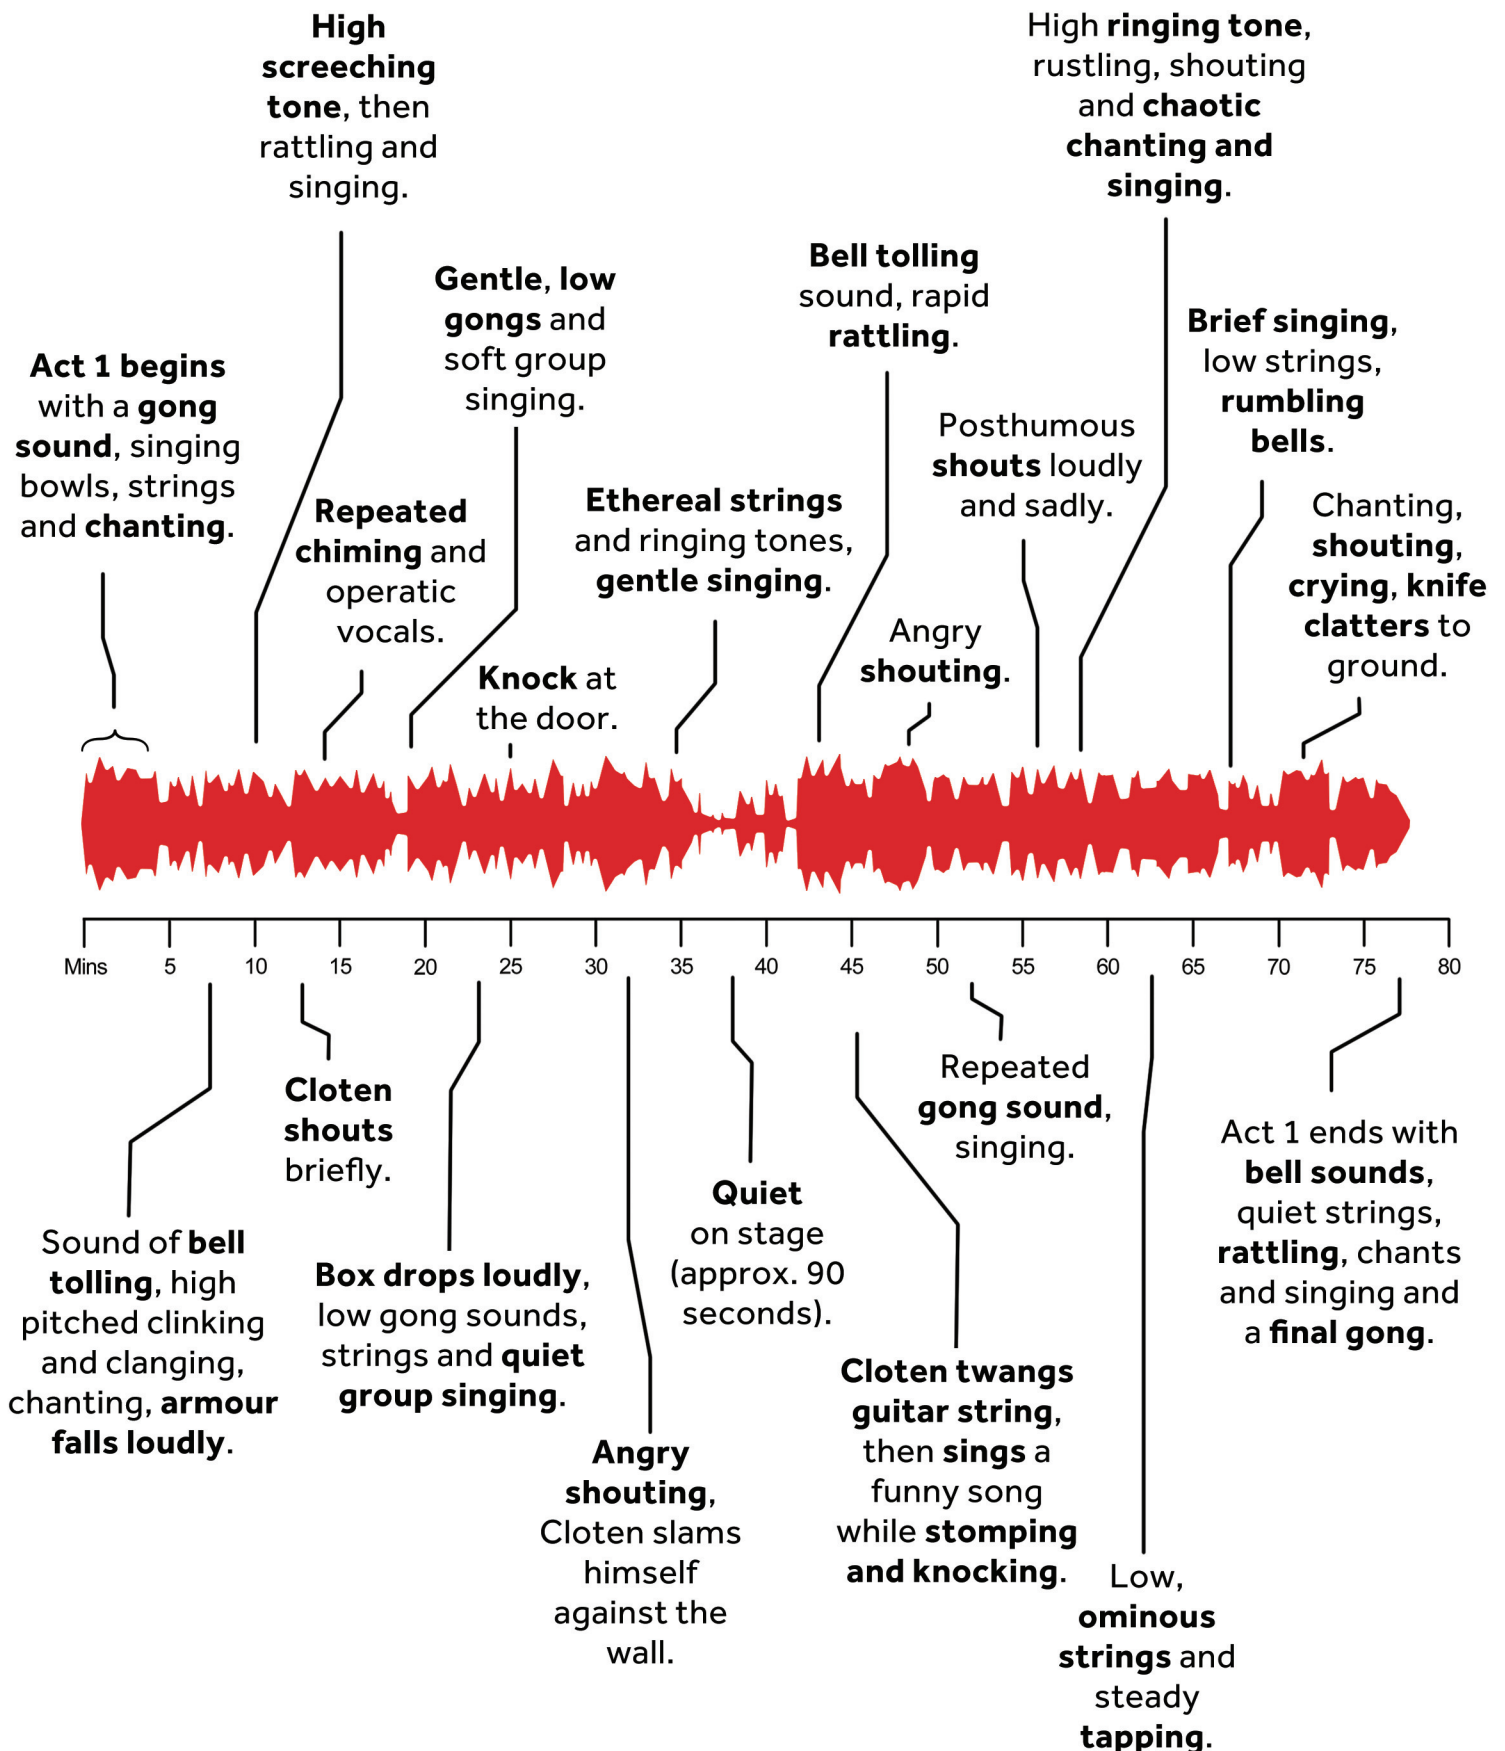 High
screeching
tone, then
rattling and
singing.
High ringing tone,
rustling, shouting
and chaotic
chanting and
singing.
Bell tolling
sound, rapid
rattling.
Gentle, low
gongs and
soft group
singing.
Brief singing,
low strings,
rumbling
bells.
Act 1 begins
with a gong
sound, singing
bowls, strings
and chanting.
Posthumous
shouts loudly
and sadly.
Ethereal strings
and ringing tones,
gentle singing.
Chanting,
shouting,
crying, knife
clatters to
ground.
Repeated
chiming and
operatic
vocals.
Angry
shouting.
Knock at
the door.
Mins 5 10 15 20 25 30 35 40 45 50 55 60 65 70 75 80
Repeated
gong sound,
singing.
Cloten
shouts
briefly.
Act 1 ends with
bell sounds,
quiet strings,
rattling, chants
and singing and
a final gong.
Quiet
on stage
(approx. 90
seconds).
Sound of bell
tolling, high
pitched clinking
and clanging,
chanting, armour
falls loudly.
Box drops loudly,
low gong sounds,
strings and quiet
group singing.
Cloten twangs
guitar string,
then sings a
funny song
while stomping
and knocking.
Angry
shouting,
Cloten slams
himself
against the
wall.
Low,
ominous
strings and
steady
tapping.